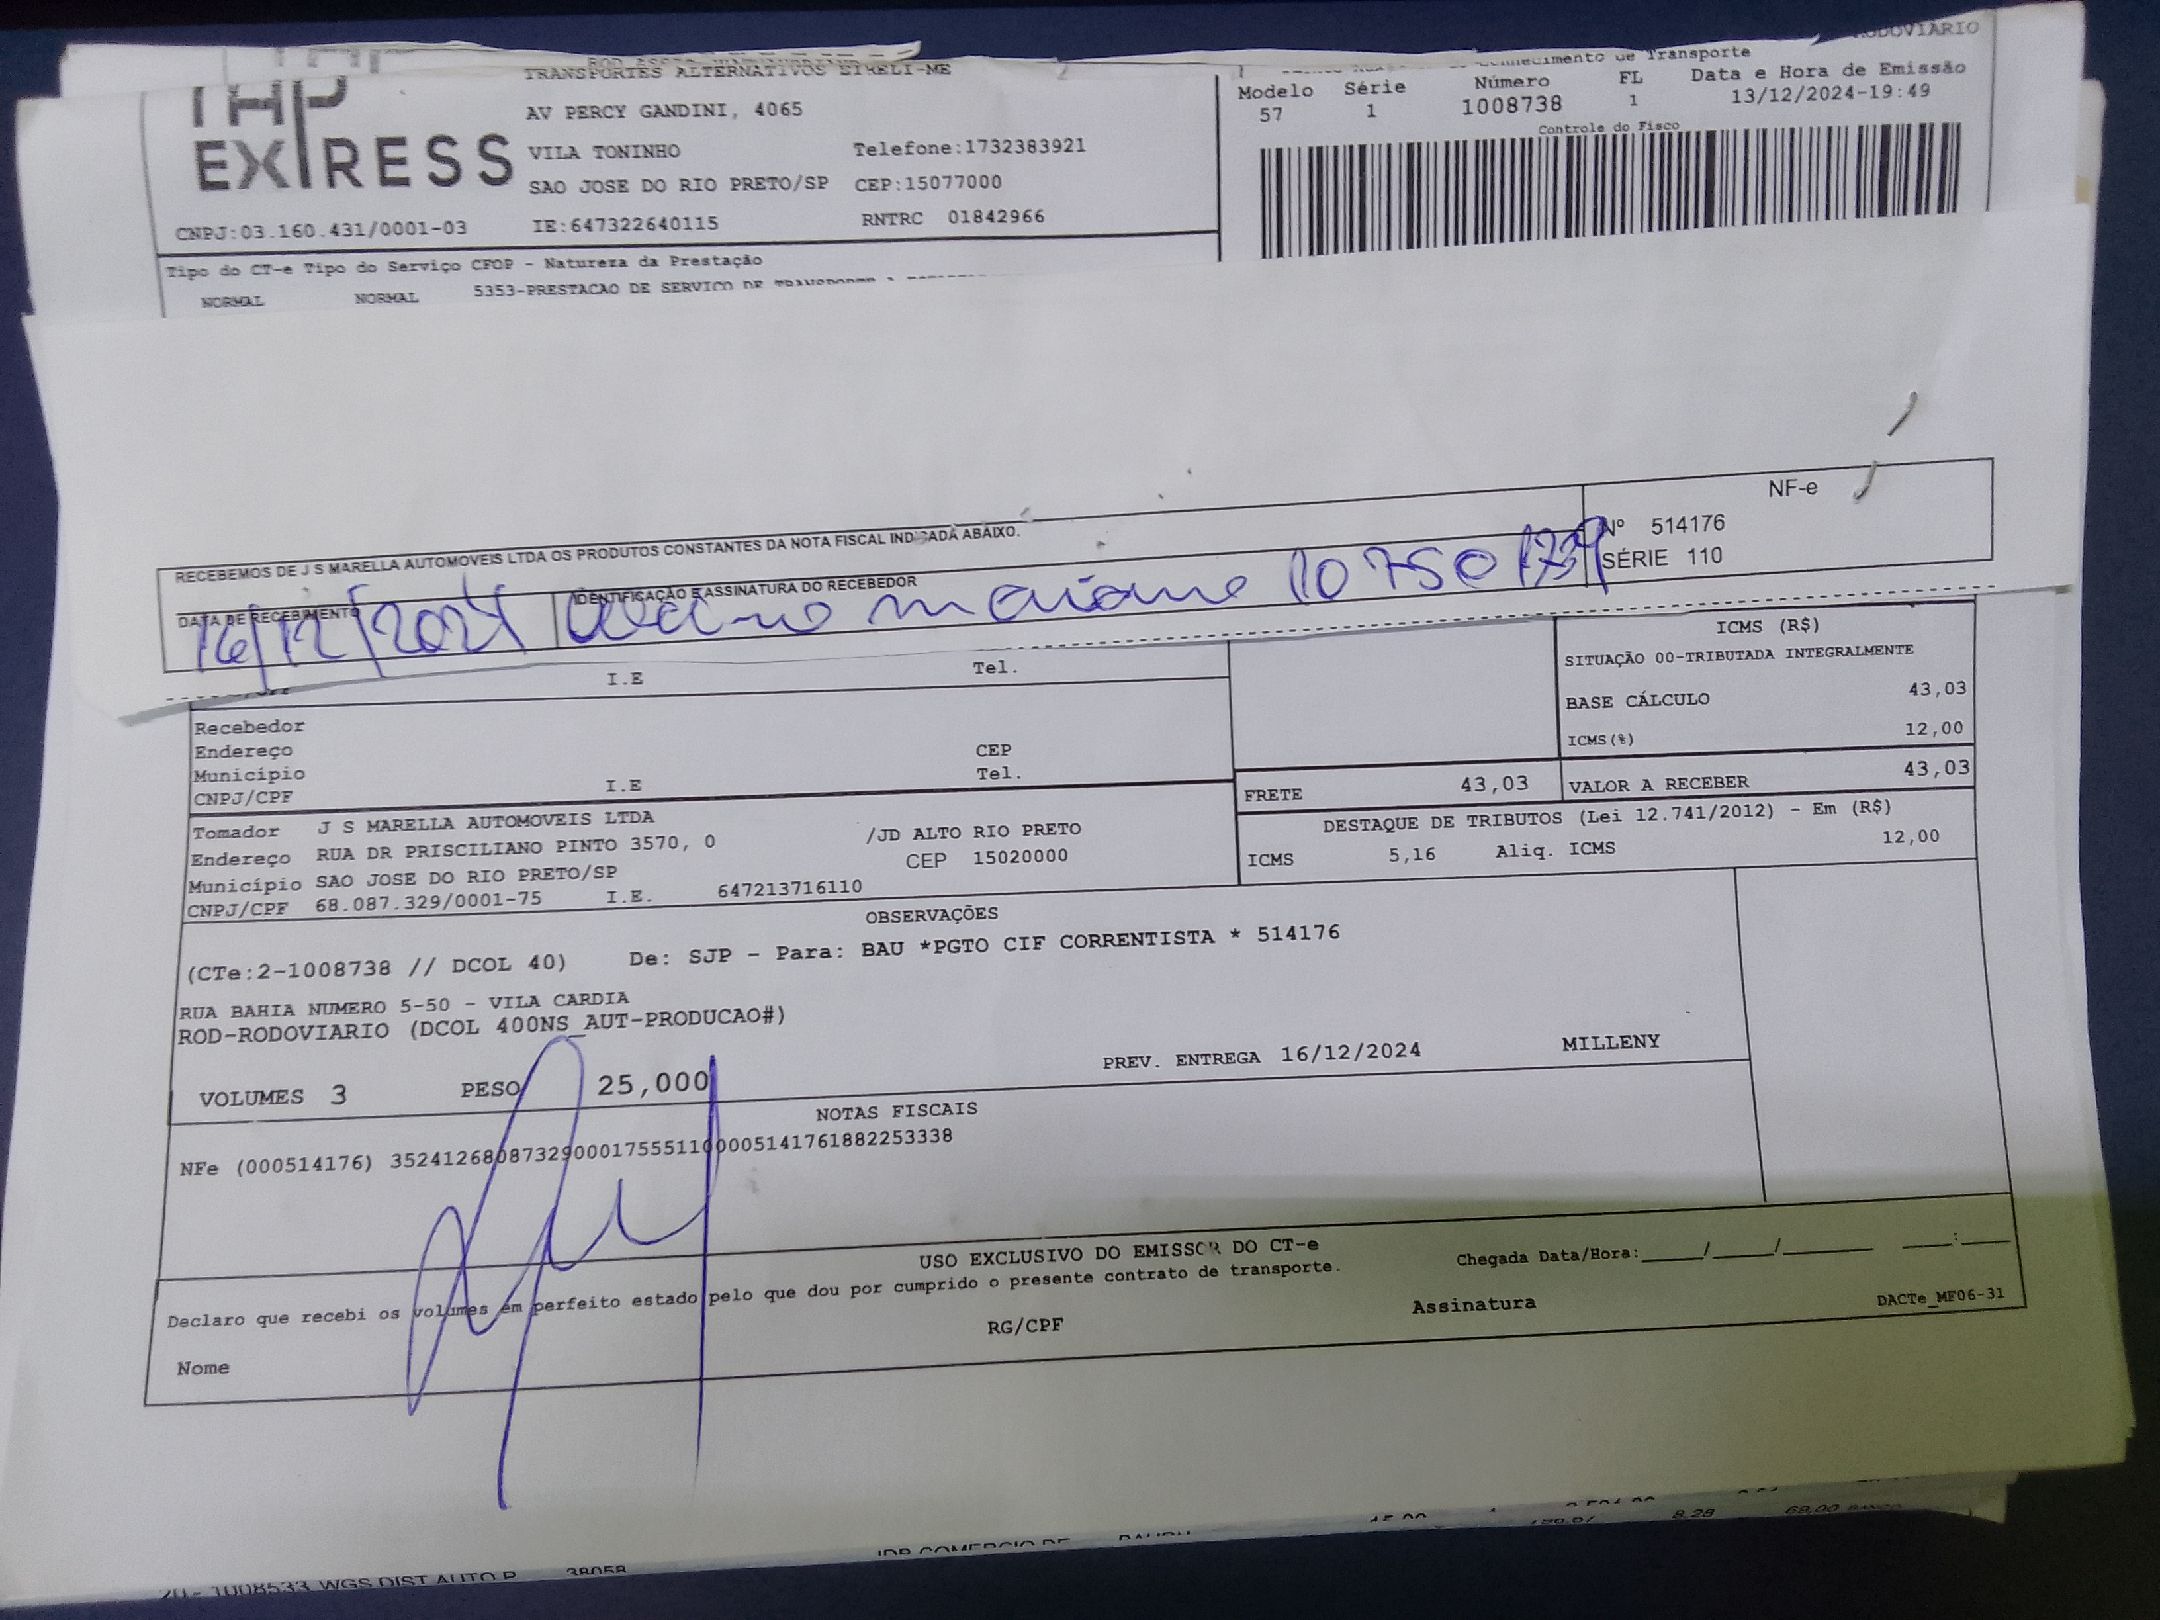 TRANSPORTES ALTERNATIVOS EIRELI-ME
EXPRESS
AV PERCY GANDINI, 4065
VILA TONINHO Telefone:1732383921
SAO JOSE DO RIO PRETO/SP CEP:15077000
CNPJ:03.160.431/0001-03 IE:647322640115 RNTRC 01842966
RODOVIARIO
Conhecimento de Transporte
Modelo Série Número FL Data e Hora de Emissão
57 1 1008738 1 13/12/2024-19:49
Controle do Fisco
Tipo do CT-e Tipo do Serviço CFOP - Natureza da Prestação
NORMAL NORMAL 5353-PRESTACAO DE SERVICO DE TRANSPORTE
RECEBEMOS DE J S MARELLA AUTOMOVEIS LTDA OS PRODUTOS CONSTANTES DA NOTA FISCAL INDICADA ABAIXO.
NF-e
Nº 514176
SÉRIE 110
DATA DE RECEBIMENTO IDENTIFICAÇÃO E ASSINATURA DO RECEBEDOR
16/12/2024
I.E Tel.
Recebedor
Endereço CEP
Município Tel.
CNPJ/CPF I.E
ICMS (R$)
SITUAÇÃO 00-TRIBUTADA INTEGRALMENTE
BASE CÁLCULO 43,03
ICMS(%) 12,00
FRETE 43,03 VALOR A RECEBER 43,03
DESTAQUE DE TRIBUTOS (Lei 12.741/2012) - Em (R$)
ICMS 5,16 Aliq. ICMS 12,00
Tomador J S MARELLA AUTOMOVEIS LTDA
Endereço RUA DR PRISCILIANO PINTO 3570, 0 /JD ALTO RIO PRETO
Município SAO JOSE DO RIO PRETO/SP CEP 15020000
CNPJ/CPF 68.087.329/0001-75 I.E. 647213716110
OBSERVAÇÕES
(CTe:2-1008738 // DCOL 40) De: SJP - Para: BAU *PGTO CIF CORRENTISTA * 514176
RUA BAHIA NUMERO 5-50 - VILA CARDIA
ROD-RODOVIARIO (DCOL 400NS_AUT-PRODUCAO#)
PREV. ENTREGA 16/12/2024 MILLENY
VOLUMES 3 PESO 25,000
NOTAS FISCAIS
NFe (000514176) 35241268087329000175551100005141761882253338
USO EXCLUSIVO DO EMISSOR DO CT-e
Chegada Data/Hora:_____/_____/________ ____:____
Declaro que recebi os volumes em perfeito estado pelo que dou por cumprido o presente contrato de transporte.
Nome RG/CPF Assinatura DACTe_MF06-31
20 - 1008533 WGS DIST AUTO P 38058